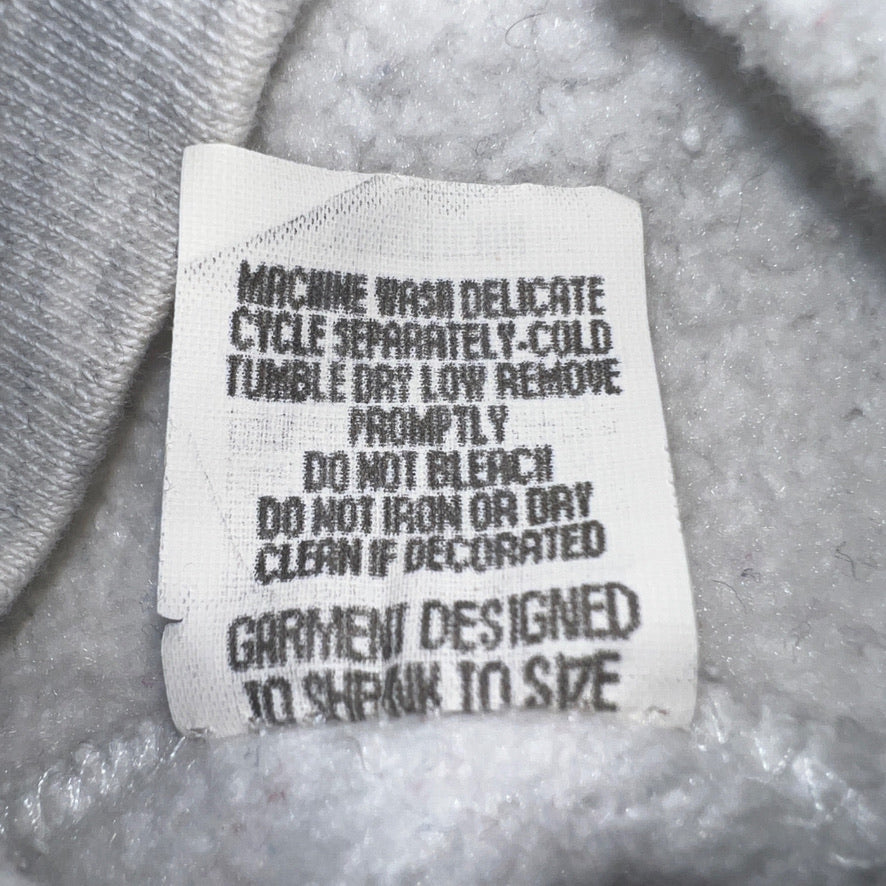 MACHINE WASH DELICATE
CYCLE SEPARATELY-COLD
TUMBLE DRY LOW REMOVE
PROMPTLY
DO NOT BLEACH
DO NOT IRON OR DRY
CLEAN IF DECORATED
GARMENT DESIGNED
TO SHRINK TO SIZE